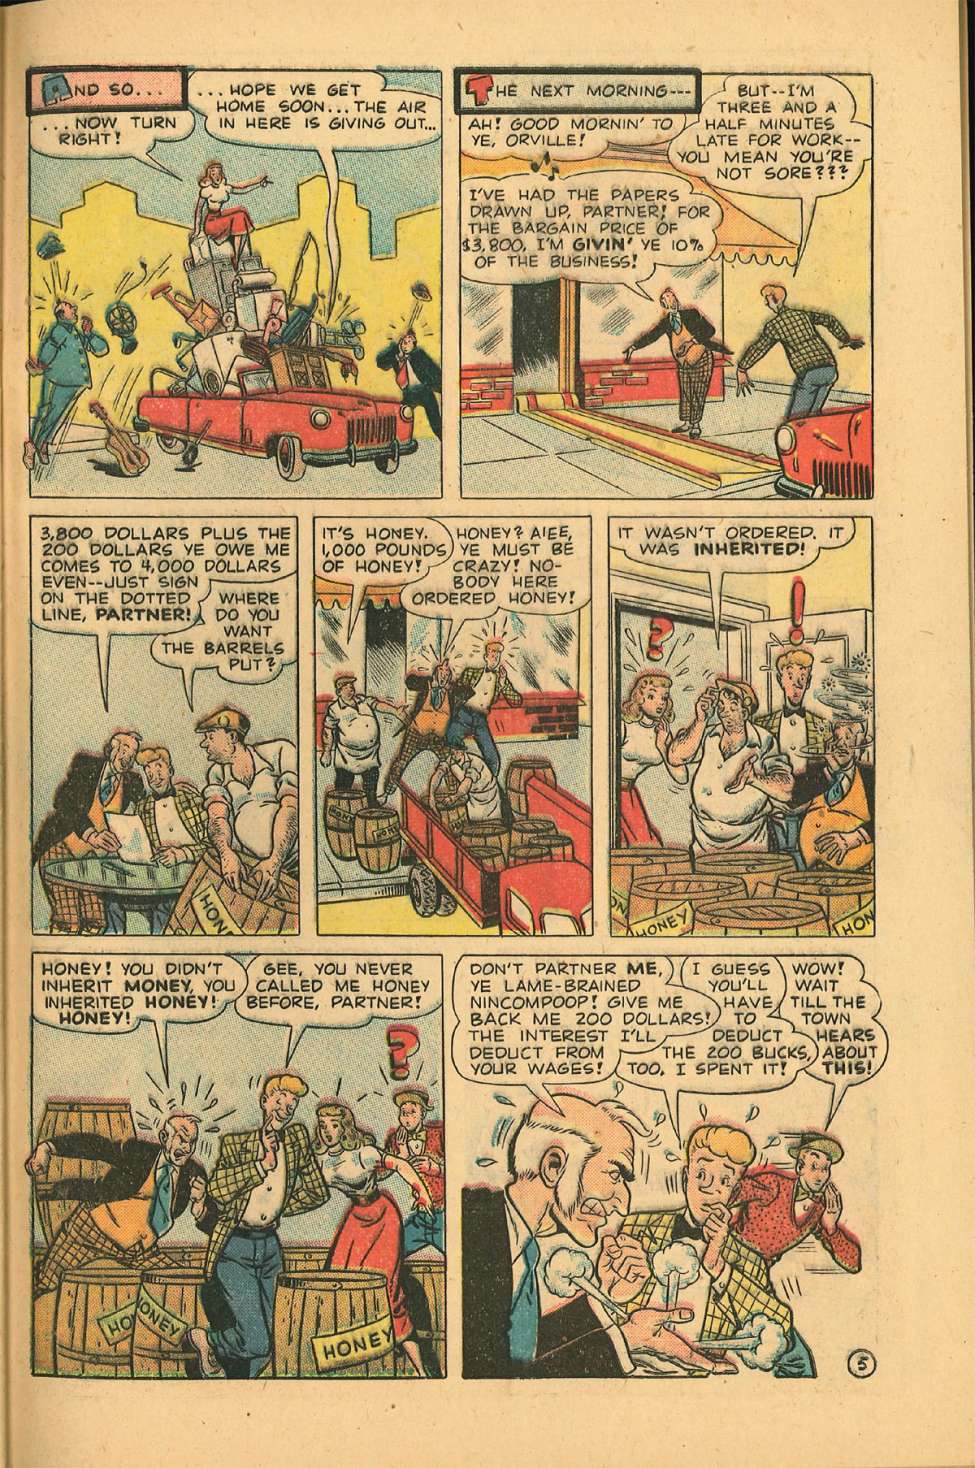 AND SO...
...NOW TURN
RIGHT!
...HOPE WE GET
HOME SOON...THE AIR
IN HERE IS GIVING OUT...
THE NEXT MORNING---
AH! GOOD MORNIN' TO
YE, ORVILLE!
BUT--I'M
THREE AND A
HALF MINUTES
LATE FOR WORK--
YOU MEAN YOU'RE
NOT SORE???
I'VE HAD THE PAPERS
DRAWN UP, PARTNER! FOR
THE BARGAIN PRICE OF
$3,800, I'M GIVIN' YE 10%
OF THE BUSINESS!
3,800 DOLLARS PLUS THE
200 DOLLARS YE OWE ME
COMES TO 4,000 DOLLARS
EVEN--JUST SIGN
ON THE DOTTED
LINE, PARTNER!
WHERE
DO YOU
WANT
THE BARRELS
PUT?
HONEY
IT'S HONEY.
1,000 POUNDS
OF HONEY!
HONEY? AIEE,
YE MUST BE
CRAZY! NO-
BODY HERE
ORDERED HONEY!
HONEY
HONEY
IT WASN'T ORDERED. IT
WAS INHERITED!
?
!
HONEY
HON
HONEY! YOU DIDN'T
INHERIT MONEY, YOU
INHERITED HONEY!
HONEY!
GEE, YOU NEVER
CALLED ME HONEY
BEFORE, PARTNER!
?
HO
HONEY
HONEY
DON'T PARTNER ME,
YE LAME-BRAINED
NINCOMPOOP! GIVE ME
BACK ME 200 DOLLARS!
THE INTEREST I'LL
DEDUCT FROM
YOUR WAGES!
I GUESS
YOU'LL
HAVE
TO
DEDUCT
THE 200 BUCKS,
TOO. I SPENT IT!
WOW!
WAIT
TILL THE
TOWN
HEARS
ABOUT
THIS!
5